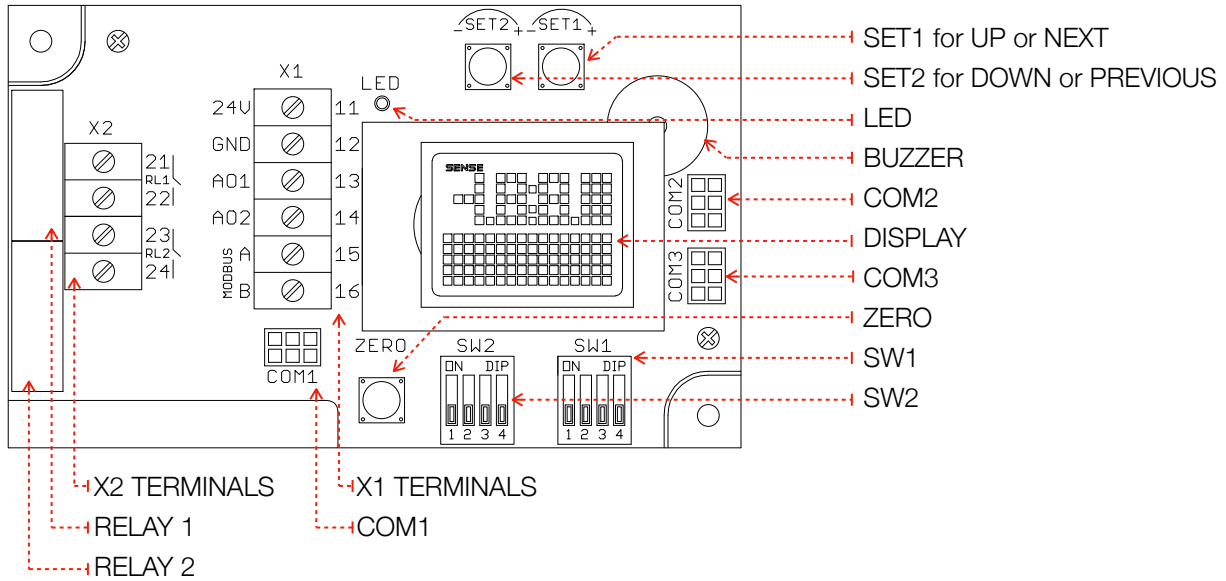 -SET2+ -SET1+
SET1 for UP or NEXT
SET2 for DOWN or PREVIOUS
X1
LED
24V 11
LED
X2
GND 12
BUZZER
21
RL1
22
A01 13
SENSE
COM2
COM2
A02 14
23
RL2
24
DISPLAY
MODBUS
A 15
B 16
COM3
COM3
ZERO
ZERO
SW2 SW1
SW1
COM1
ON DIP
1 2 3 4
ON DIP
1 2 3 4
SW2
X2 TERMINALS
X1 TERMINALS
RELAY 1
COM1
RELAY 2